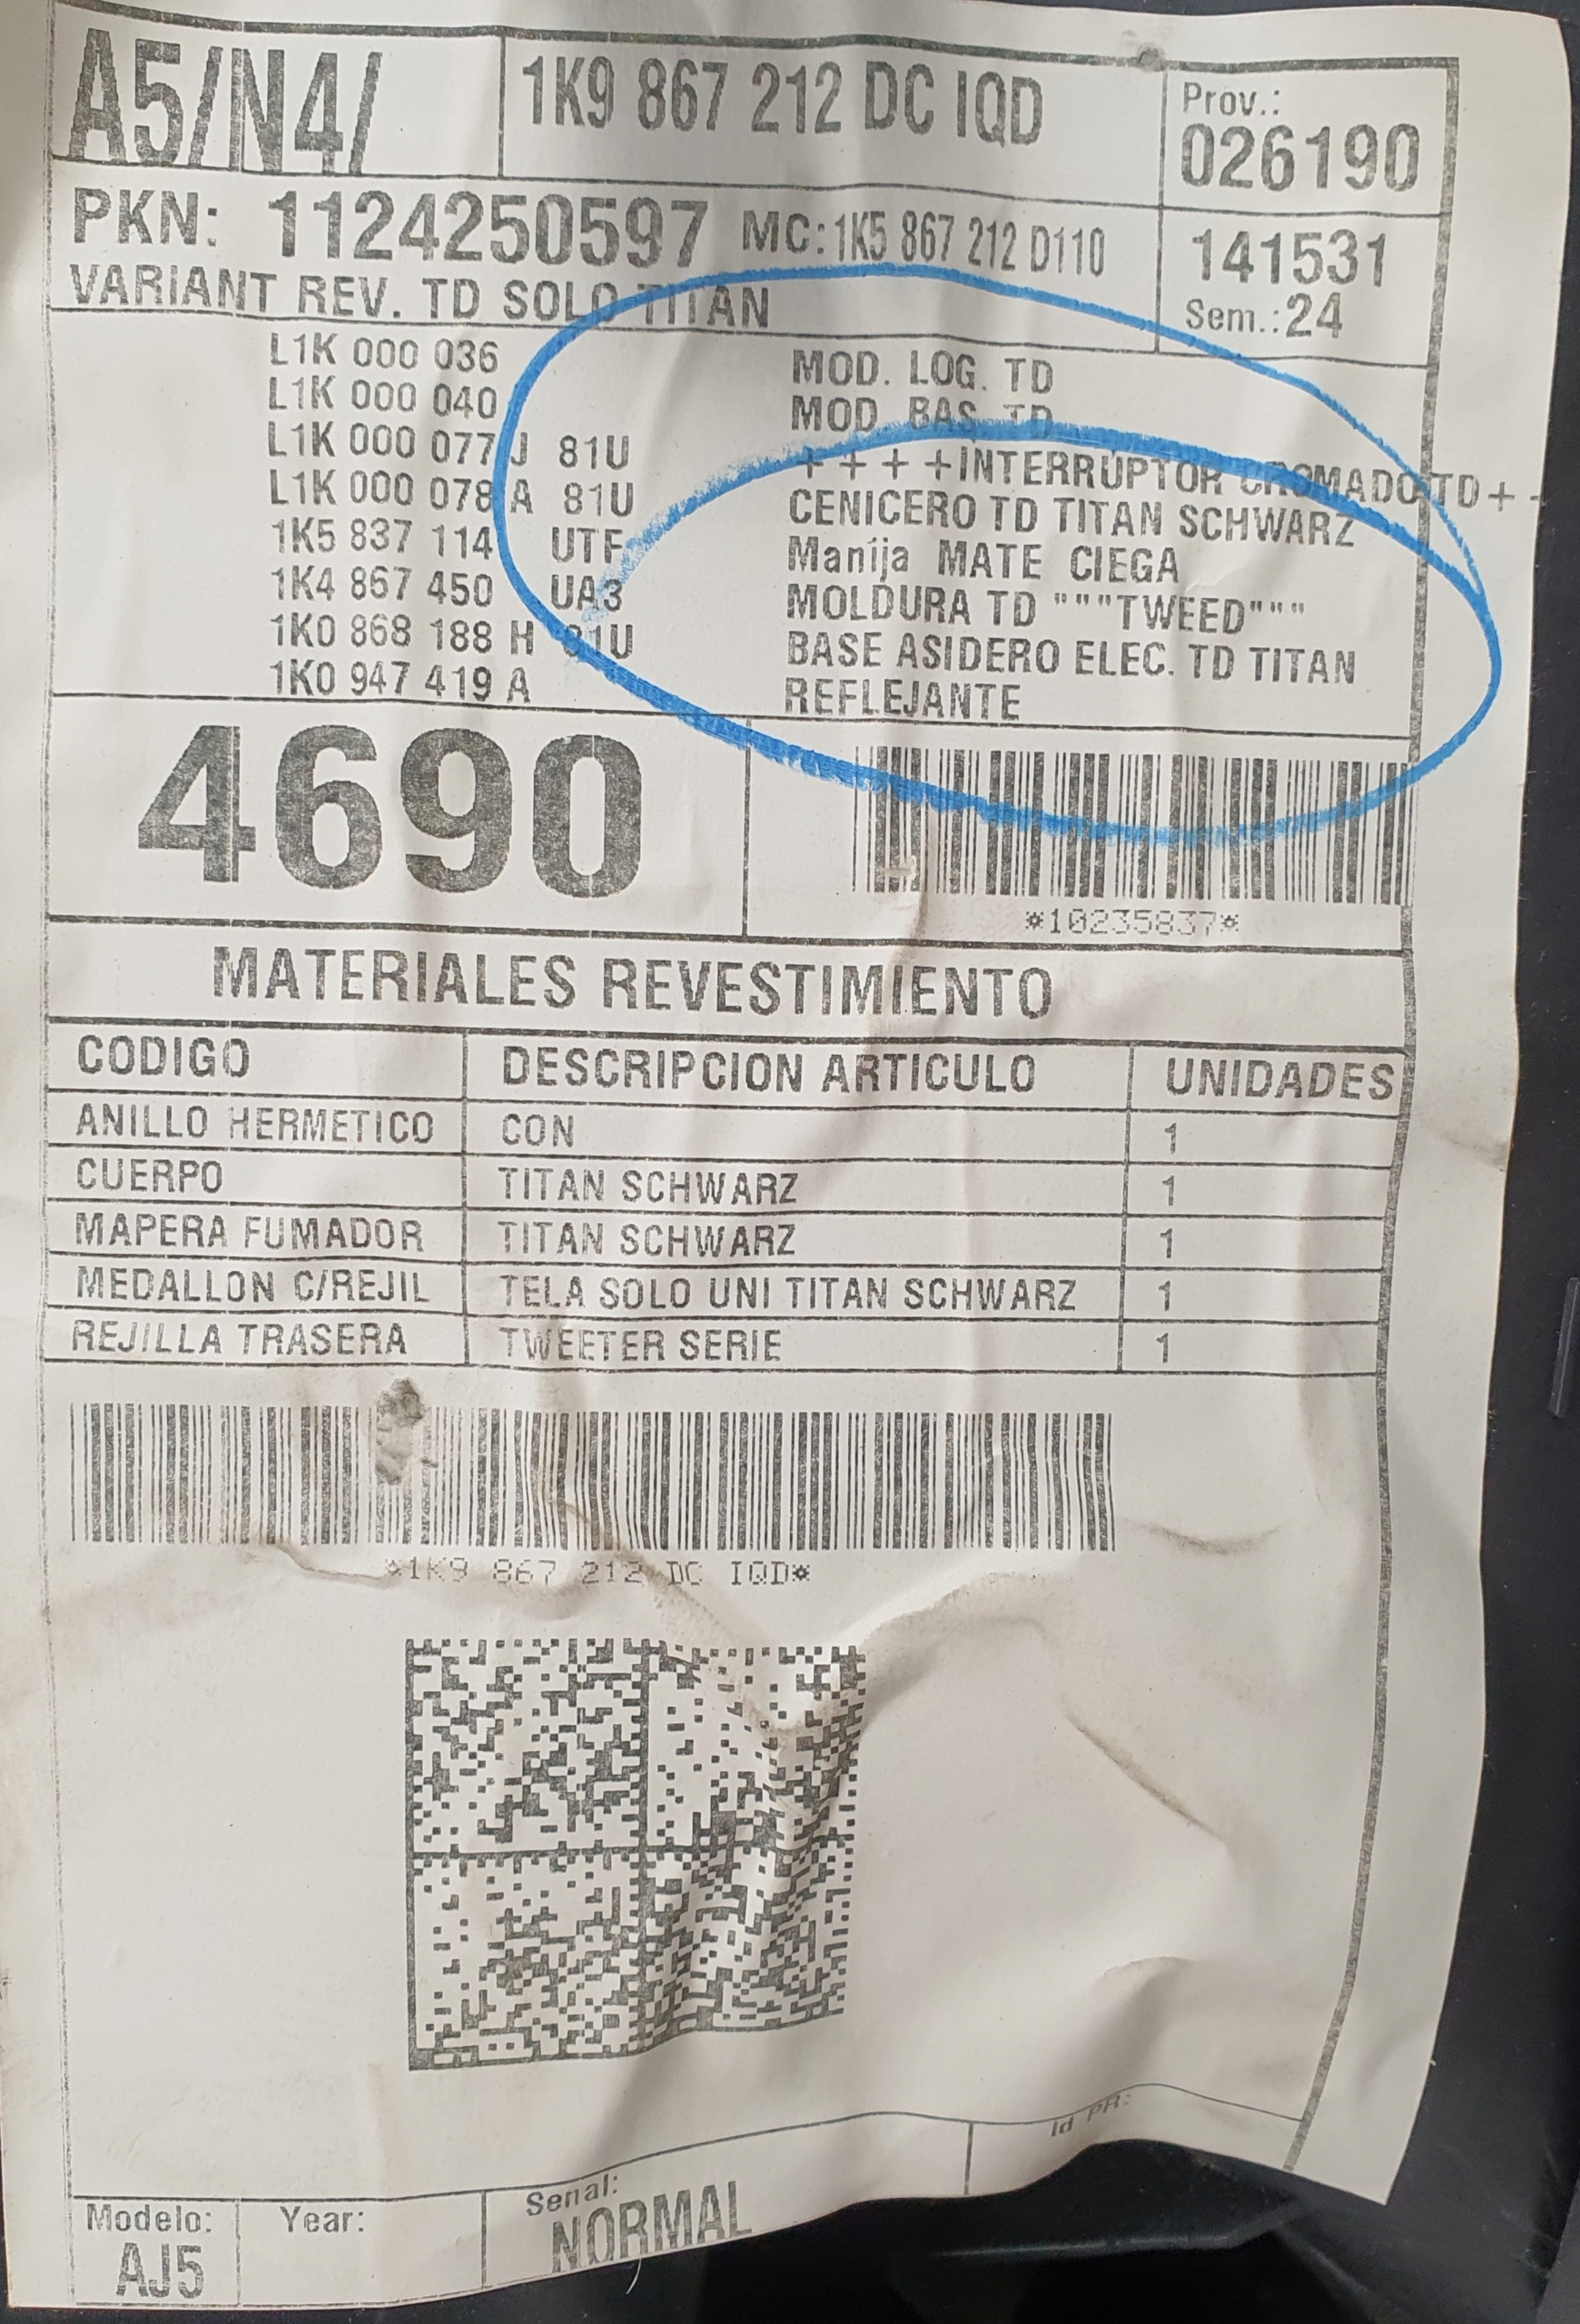 A5/N4/ 1K9 867 212 DC IQD Prov.:
026190
PKN: 1124250597 MC:1K5 867 212 D110 141531
VARIANT REV. TD SOLO TITAN Sem.:24
L1K 000 036 MOD. LOG. TD
L1K 000 040 MOD. BAS. TD
L1K 000 077 J 81U ++++INTERRUPTOR CROMADO TD+-
L1K 000 078 A 81U CENICERO TD TITAN SCHWARZ
1K5 837 114 UTF Manija MATE CIEGA
1K4 867 450 UA3 MOLDURA TD """TWEED"""
1K0 868 188 H 81U BASE ASIDERO ELEC. TD TITAN
1K0 947 419 A REFLEJANTE
4690
*10235837*
MATERIALES REVESTIMIENTO
CODIGO DESCRIPCION ARTICULO UNIDADES
ANILLO HERMETICO CON 1
CUERPO TITAN SCHWARZ 1
MAPERA FUMADOR TITAN SCHWARZ 1
MEDALLON C/REJIL TELA SOLO UNI TITAN SCHWARZ 1
REJILLA TRASERA TWEETER SERIE 1
*1K9 867 212 DC IQD*
Id PR:
Modelo: Year: Senal:
AJ5 NORMAL